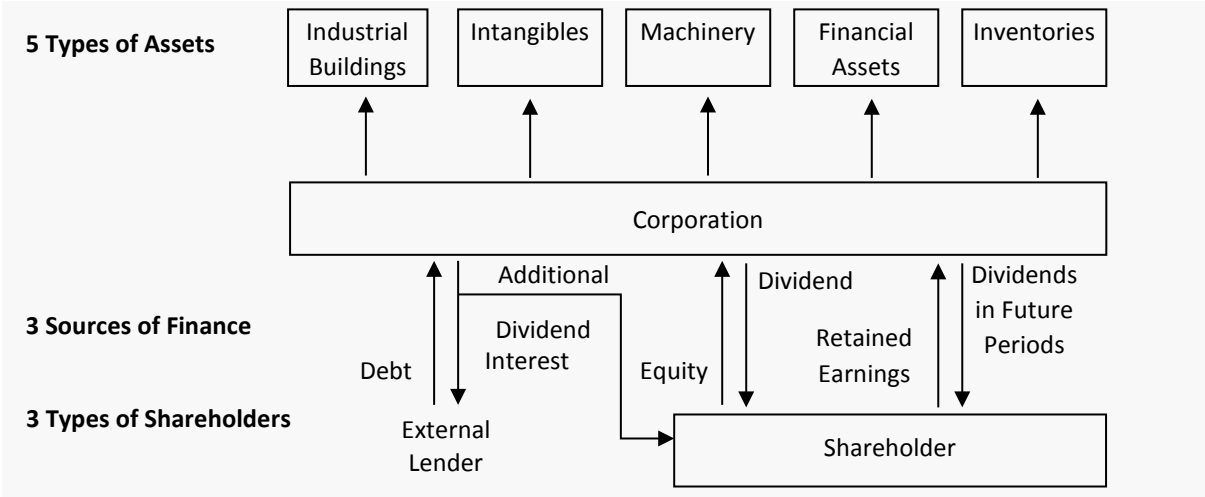 5 Types of Assets
Industrial
Buildings
Intangibles
Machinery
Financial
Assets
Inventories
Corporation
3 Sources of Finance
Additional
Dividend
Interest
Debt
Dividend
Equity
Retained
Earnings
Dividends
in Future
Periods
3 Types of Shareholders
External
Lender
Shareholder